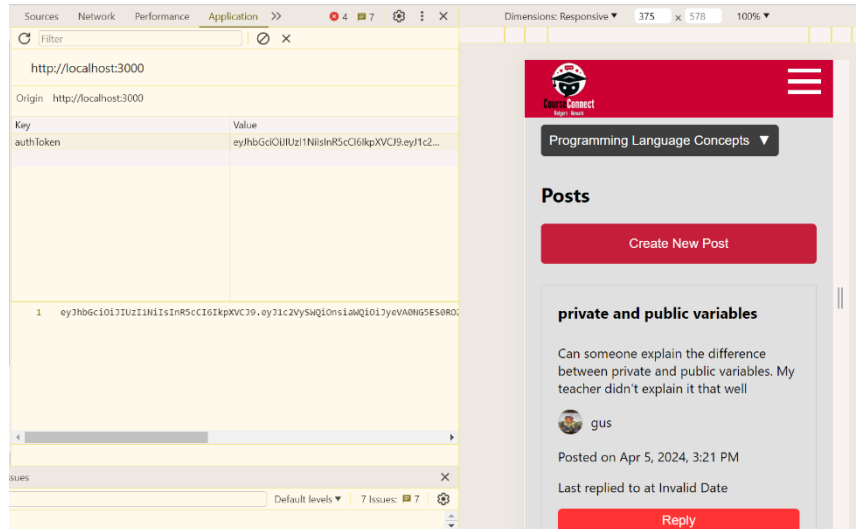 Sources Network Performance Application >> 4 7
Filter
http://localhost:3000
Origin http://localhost:3000
Key Value
authToken eyJhbGciOiJIUzI1NiIsInR5cCI6IkpXVCJ9.eyJ1c2...
1 eyJhbGciOiJIUzI1NiIsInR5cCI6IkpXVCJ9.eyJ1c2VySWQiOnsiaWQiOiJyeVA0NG5ES0RO
ssues
Default levels ▼ 7 Issues: 7
Dimensions: Responsive ▼ 375 x 578 100% ▼
CourseConnect
Rutgers - Newark
Programming Language Concepts ▼
Posts
Create New Post
private and public variables
Can someone explain the difference
between private and public variables. My
teacher didn't explain it that well
gus
Posted on Apr 5, 2024, 3:21 PM
Last replied to at Invalid Date
Reply